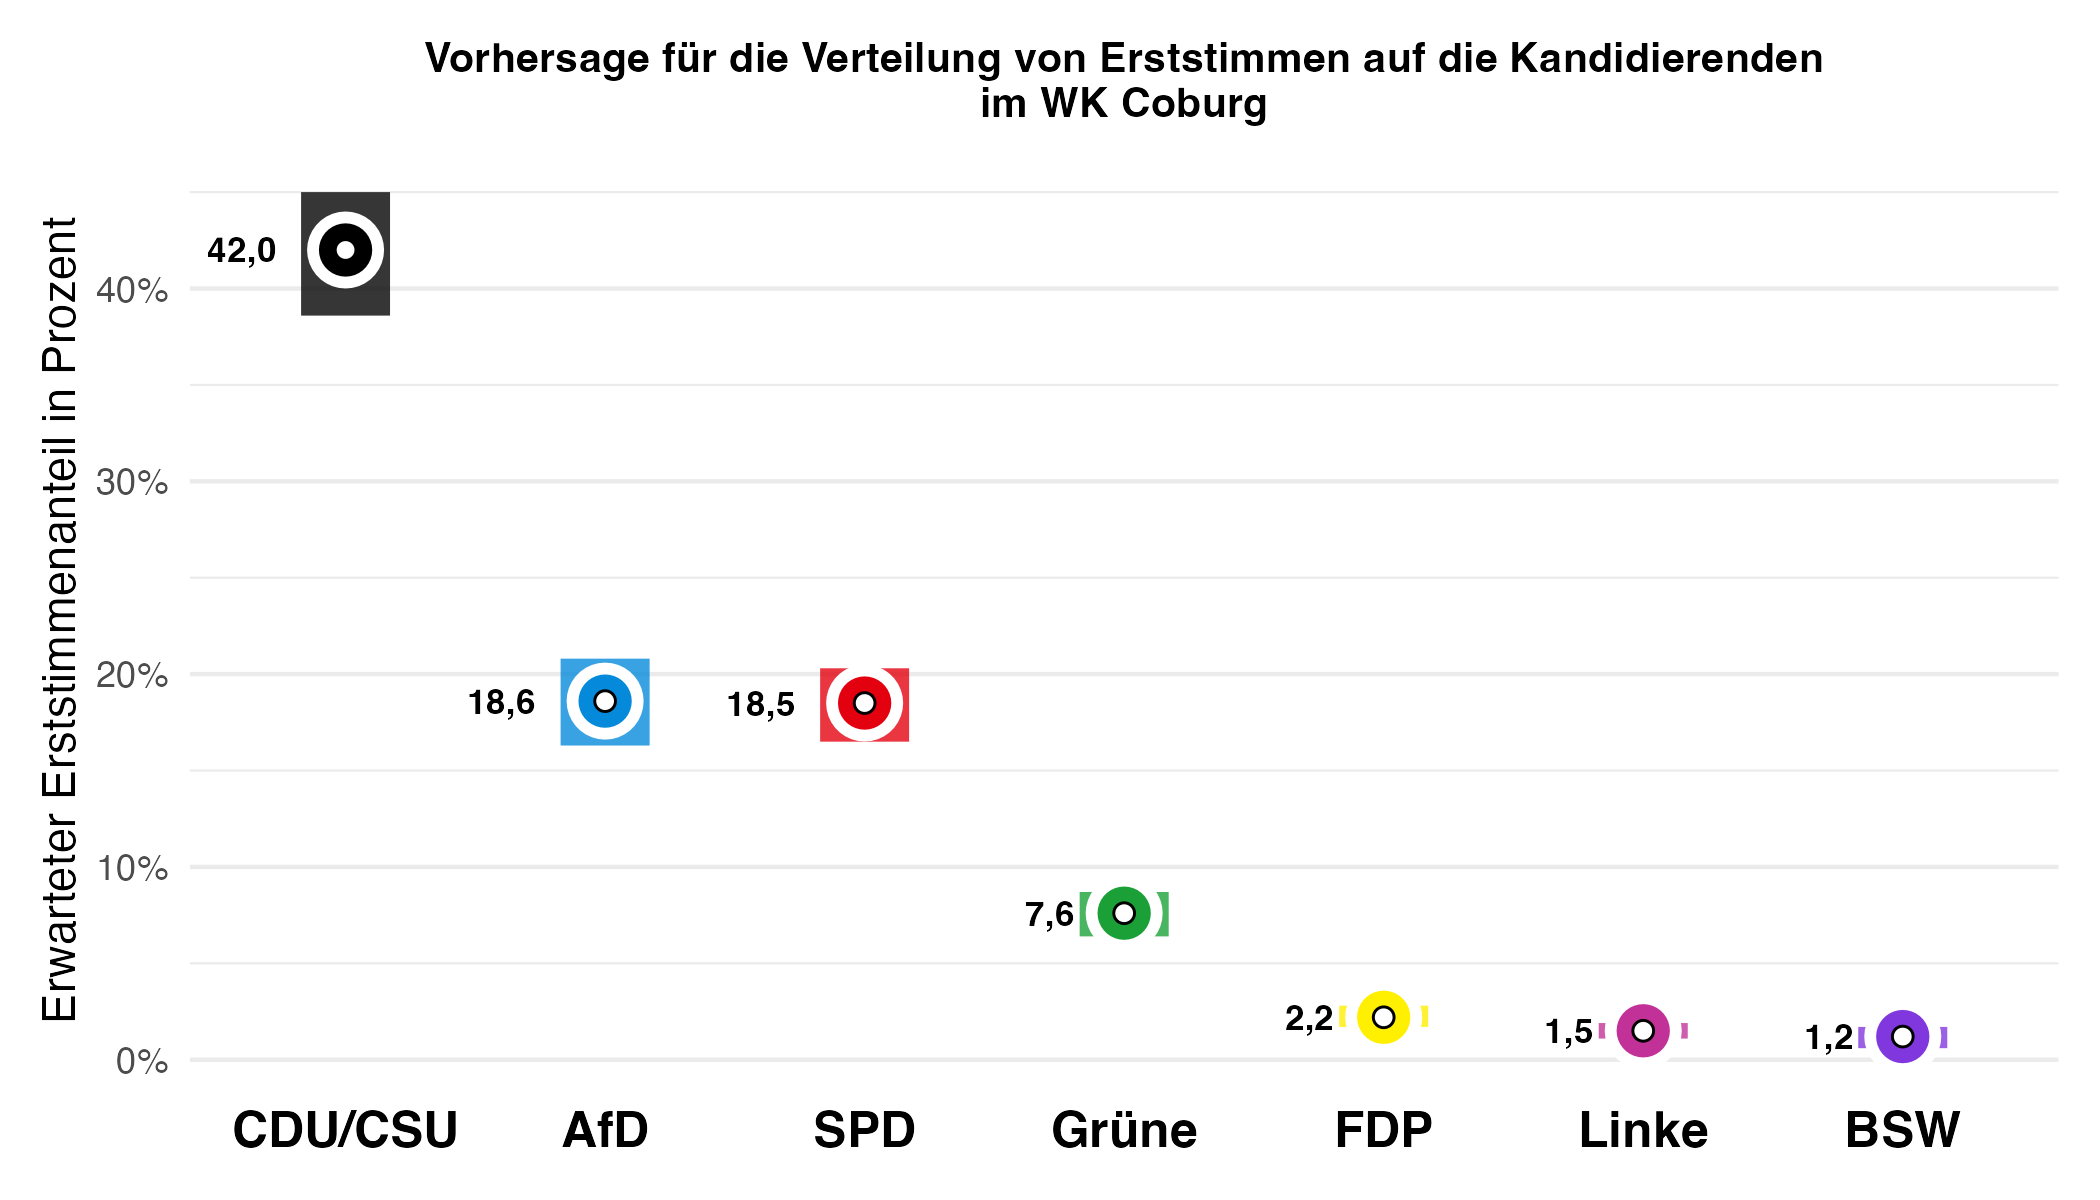 Vorhersage für die Verteilung von Erststimmen auf die Kandidierenden
im WK Coburg
Erwarteter Erststimmenanteil in Prozent
40%
30%
20%
10%
0%
42,0
18,6
18,5
7,6
2,2
1,5
1,2
CDU/CSU
AfD
SPD
Grüne
FDP
Linke
BSW